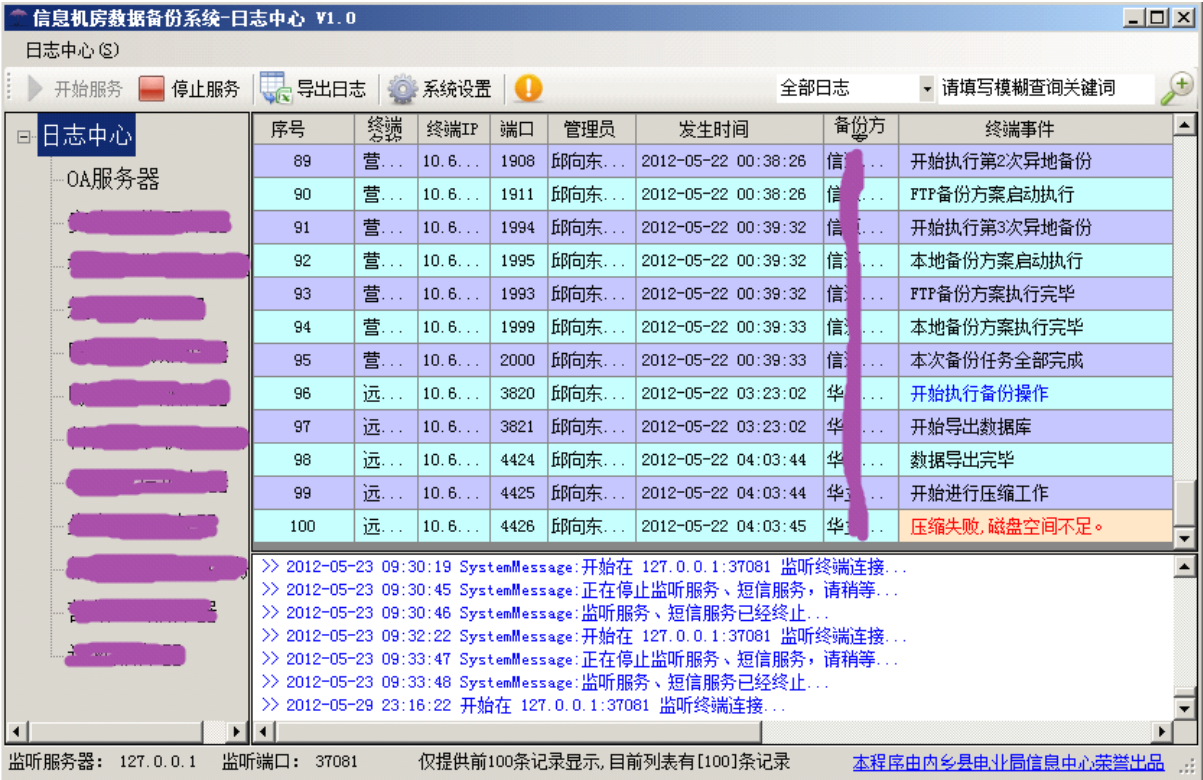 信息机房数据备份系统-日志中心 V1.0
日志中心(S)
开始服务 停止服务 导出日志 系统设置 全部日志 请填写模糊查询关键词
日志中心
OA服务器
序号 终端 终端IP 端口 管理员 发生时间 备份方 终端事件
89 营... 10.6... 1908 邱向东... 2012-05-22 00:38:26 信... 开始执行第2次异地备份
90 营... 10.6... 1911 邱向东... 2012-05-22 00:38:26 信... FTP备份方案启动执行
91 营... 10.6... 1994 邱向东... 2012-05-22 00:39:32 信... 开始执行第3次异地备份
92 营... 10.6... 1995 邱向东... 2012-05-22 00:39:32 信... 本地备份方案启动执行
93 营... 10.6... 1993 邱向东... 2012-05-22 00:39:32 信... FTP备份方案执行完毕
94 营... 10.6... 1999 邱向东... 2012-05-22 00:39:33 信... 本地备份方案执行完毕
95 营... 10.6... 2000 邱向东... 2012-05-22 00:39:33 信... 本次备份任务全部完成
96 远... 10.6... 3820 邱向东... 2012-05-22 03:23:02 华... 开始执行备份操作
97 远... 10.6... 3821 邱向东... 2012-05-22 03:23:02 华... 开始导出数据库
98 远... 10.6... 4424 邱向东... 2012-05-22 04:03:44 华... 数据导出完毕
99 远... 10.6... 4425 邱向东... 2012-05-22 04:03:44 华... 开始进行压缩工作
100 远... 10.6... 4426 邱向东... 2012-05-22 04:03:45 华... 压缩失败,磁盘空间不足。
>> 2012-05-23 09:30:19 SystemMessage:开始在 127.0.0.1:37081 监听终端连接...
>> 2012-05-23 09:30:45 SystemMessage:正在停止监听服务、短信服务，请稍等...
>> 2012-05-23 09:30:46 SystemMessage:监听服务、短信服务已经终止...
>> 2012-05-23 09:32:22 SystemMessage:开始在 127.0.0.1:37081 监听终端连接...
>> 2012-05-23 09:33:47 SystemMessage:正在停止监听服务、短信服务，请稍等...
>> 2012-05-23 09:33:48 SystemMessage:监听服务、短信服务已经终止...
>> 2012-05-29 23:16:22 开始在 127.0.0.1:37081 监听终端连接...
监听服务器: 127.0.0.1 监听端口: 37081 仅提供前100条记录显示,目前列表有[100]条记录 本程序由内乡县电业局信息中心荣誉出品